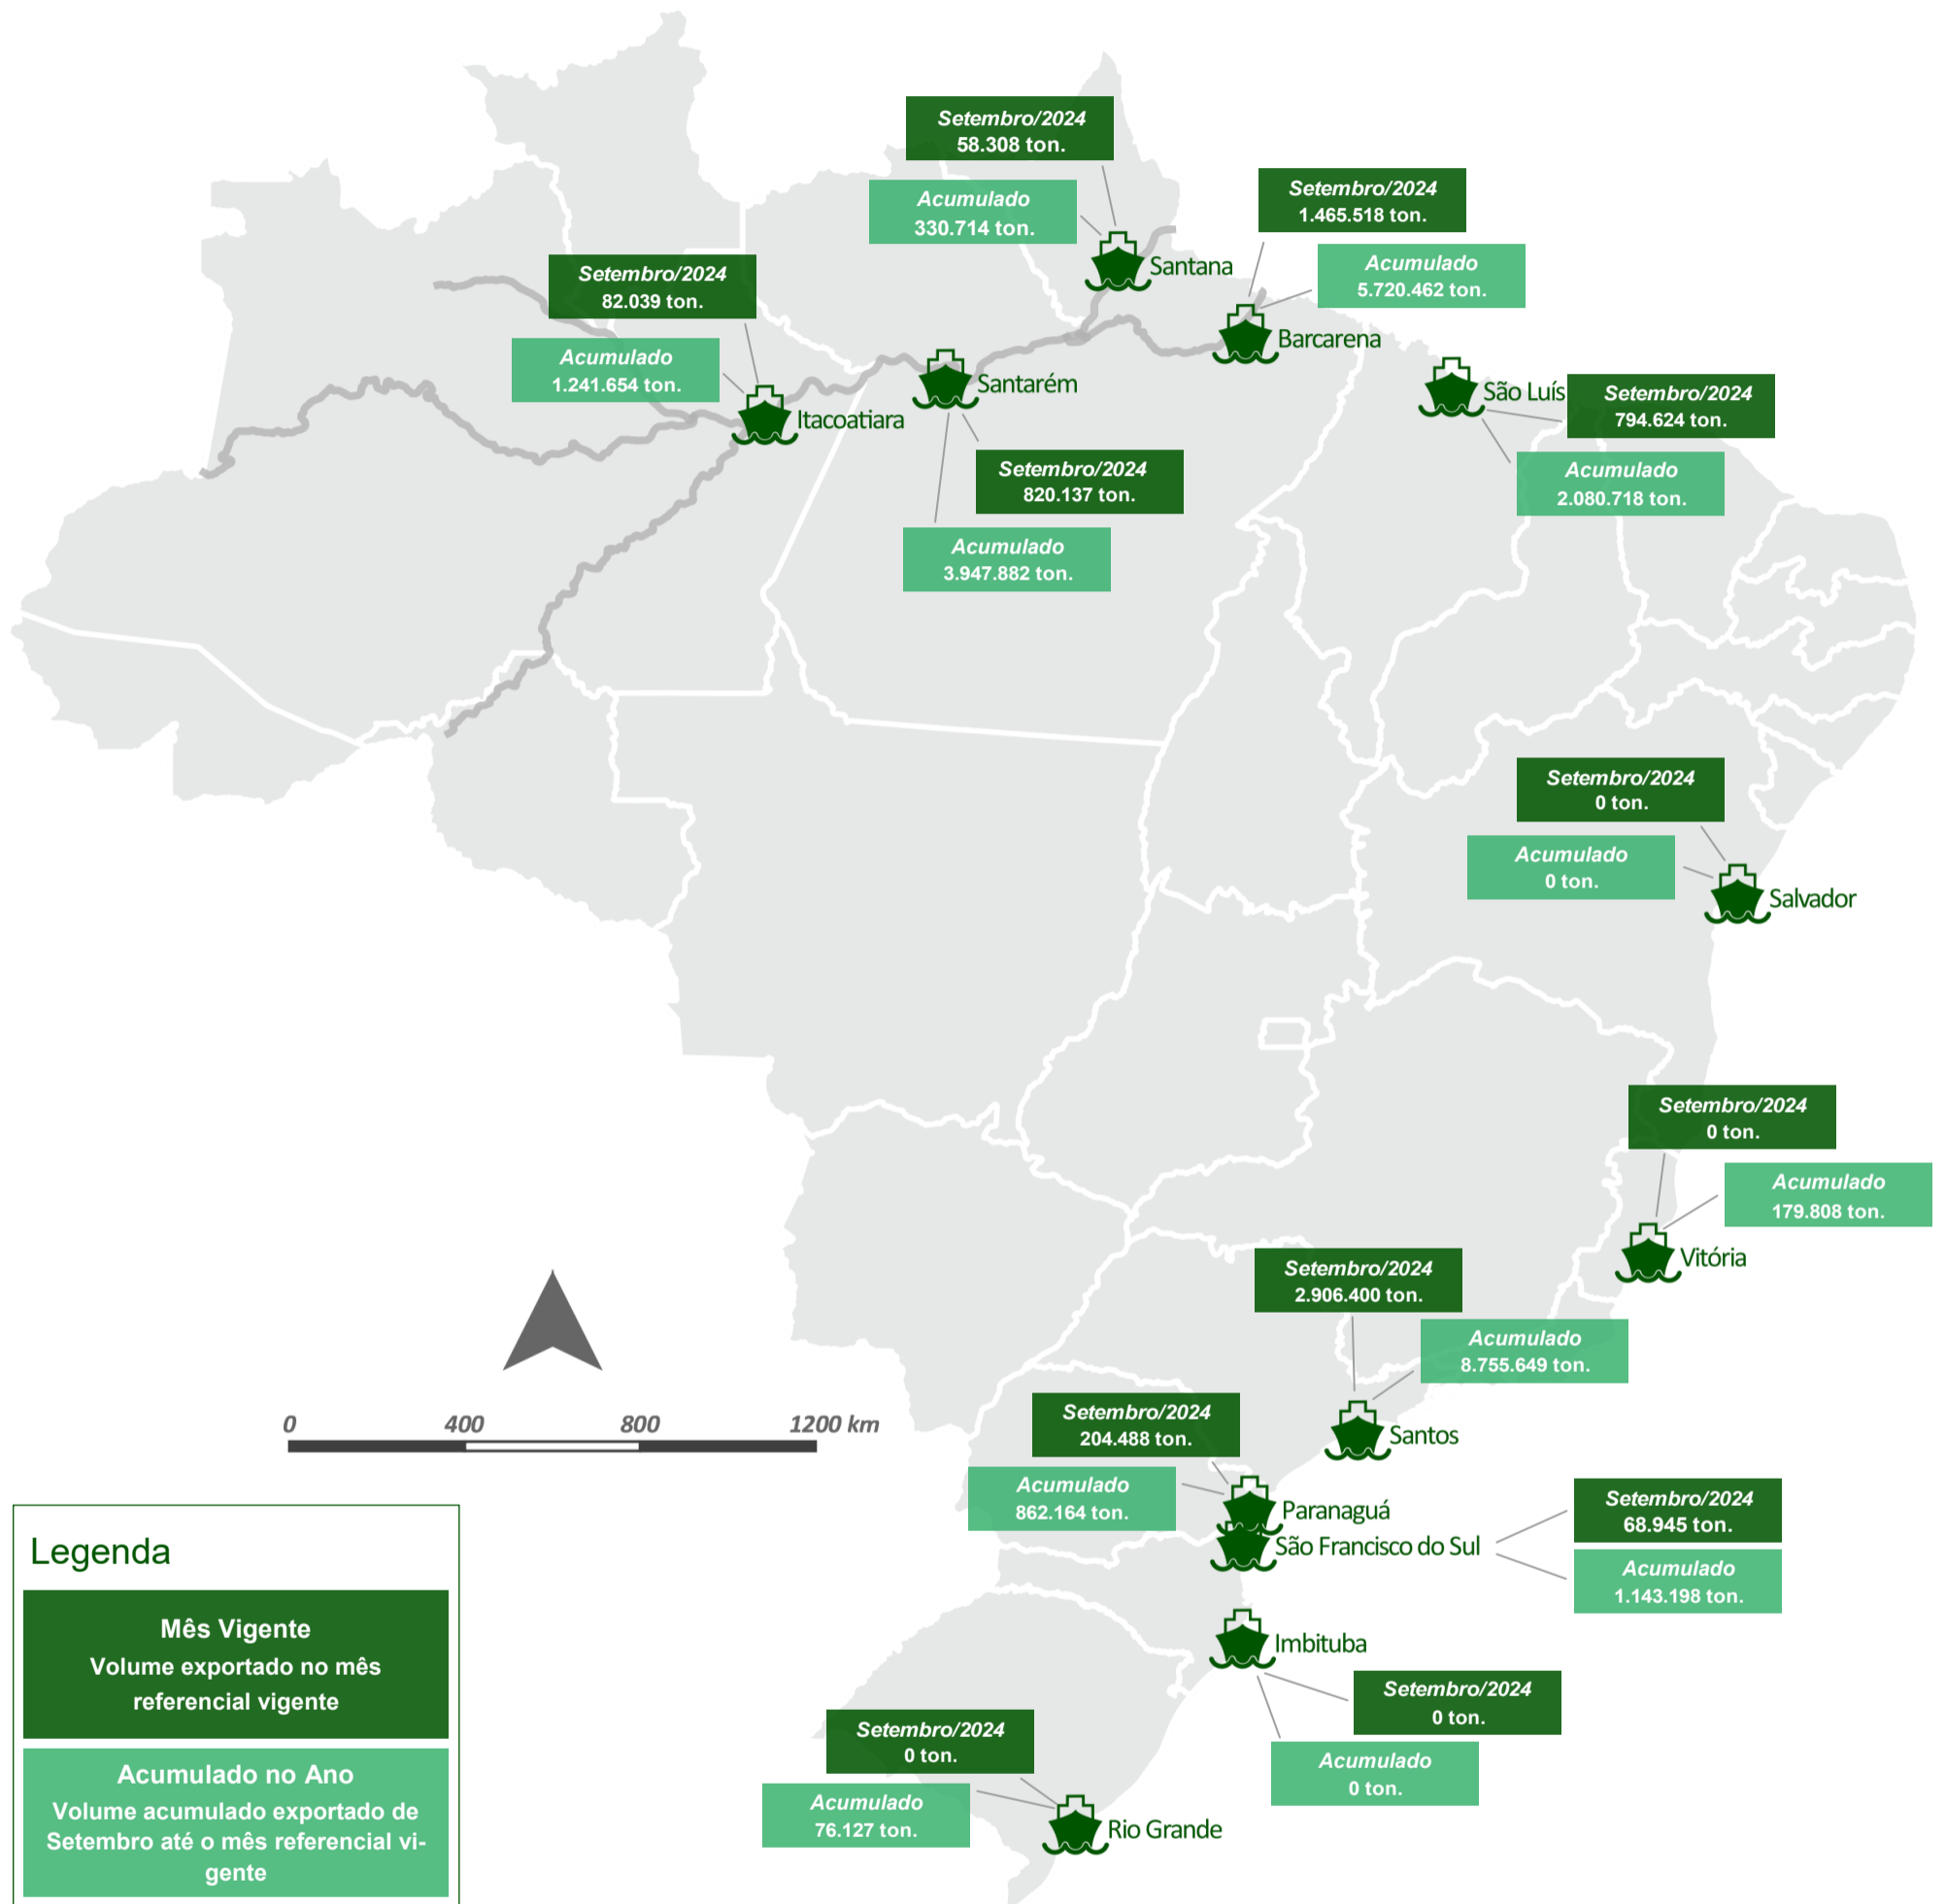 Setembro/2024
58.308 ton.
Acumulado
330.714 ton.
Santana
Setembro/2024
1.465.518 ton.
Acumulado
5.720.462 ton.
Barcarena
Setembro/2024
82.039 ton.
Acumulado
1.241.654 ton.
Itacoatiara
Santarém
Setembro/2024
820.137 ton.
Acumulado
3.947.882 ton.
São Luís
Setembro/2024
794.624 ton.
Acumulado
2.080.718 ton.
Setembro/2024
0 ton.
Acumulado
0 ton.
Salvador
Setembro/2024
0 ton.
Acumulado
179.808 ton.
Vitória
Setembro/2024
2.906.400 ton.
Acumulado
8.755.649 ton.
Santos
Setembro/2024
204.488 ton.
Acumulado
862.164 ton.
Paranaguá
São Francisco do Sul
Setembro/2024
68.945 ton.
Acumulado
1.143.198 ton.
Imbituba
Setembro/2024
0 ton.
Acumulado
0 ton.
Setembro/2024
0 ton.
Acumulado
76.127 ton.
Rio Grande
0 400 800 1200 km
Legenda
Mês Vigente
Volume exportado no mês
referencial vigente
Acumulado no Ano
Volume acumulado exportado de
Setembro até o mês referencial vi-
gente